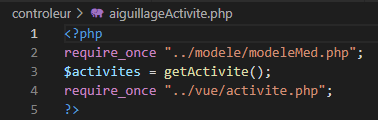 controleur > aiguillageActivite.php
1 <?php
2 require_once "../modele/modeleMed.php";
3 $activites = getActivite();
4 require_once "../vue/activite.php";
5 ?>